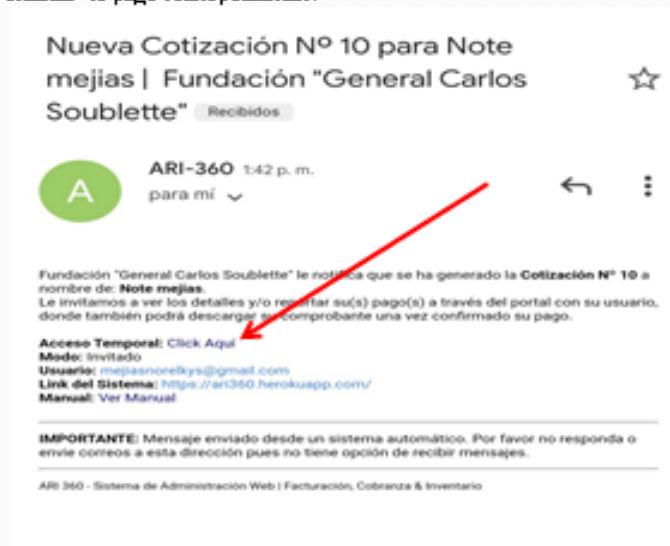 Nueva Cotización Nº 10 para Note
mejias | Fundación "General Carlos
Soublette" Recibidos
A
ARI-360 1:42 p. m.
para mí
Fundación "General Carlos Soublette" le notifica que se ha generado la Cotización Nº 10 a
nombre de: Note mejias.
Le invitamos a ver los detalles y/o reportar su(s) pago(s) a través del portal con su usuario,
donde también podrá descargar su comprobante una vez confirmado su pago.
Acceso Temporal: Click Aquí
Modo: Invitado
Usuario: mejiasnorelkys@gmail.com
Link del Sistema: https://ari360.herokuapp.com/
Manual: Ver Manual
IMPORTANTE: Mensaje enviado desde un sistema automático. Por favor no responda o
envie correos a esta dirección pues no tiene opción de recibir mensajes.
ARI 360 - Sistema de Administración Web | Facturación, Cobranza & Inventario